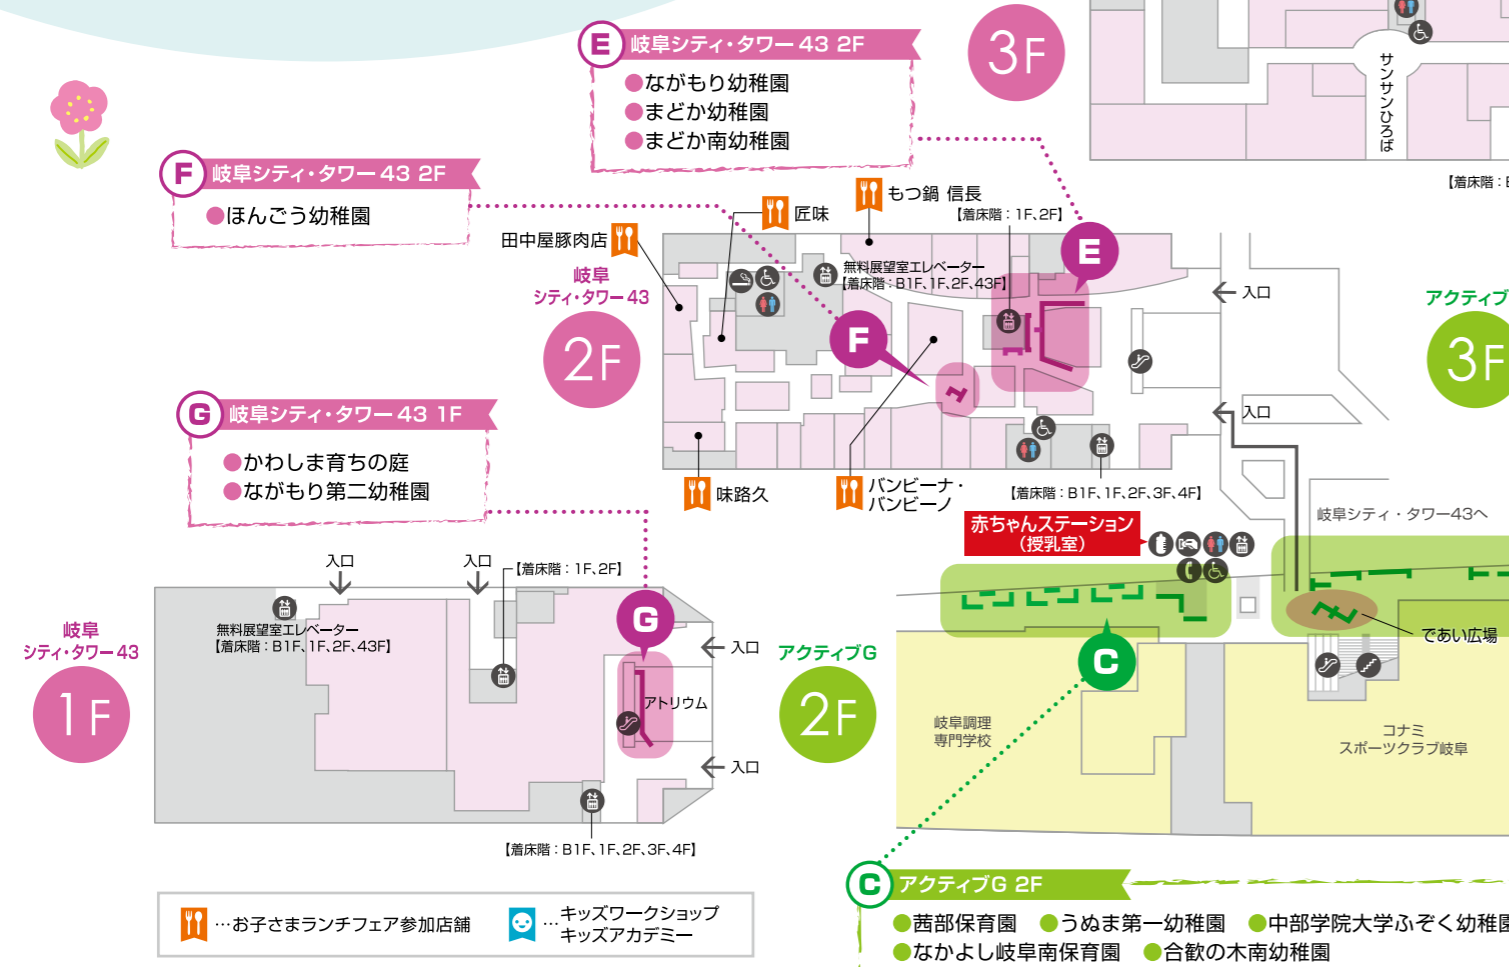 E 岐阜シティ・タワー43 2F
●ながもり幼稚園
●まどか幼稚園
●まどか南幼稚園
3F
サンサンひろば
F 岐阜シティ・タワー43 2F
●ほんごう幼稚園
もつ鍋 信長
匠味
【着床階：1F、2F】
田中屋豚肉店
無料展望室エレベーター
【着床階：B1F、1F、2F、43F】
E
入口
岐阜
シティ・タワー43
2F
F
アクティブ
3F
入口
G 岐阜シティ・タワー43 1F
●かわしま育ちの庭
●ながもり第二幼稚園
味路久
バンビーナ・
バンビーノ
【着床階：B1F、1F、2F、3F、4F】
岐阜シティ・タワー43へ
赤ちゃんステーション
（授乳室）
入口
入口
【着床階：1F、2F】
無料展望室エレベーター
【着床階：B1F、1F、2F、43F】
G
入口
岐阜
シティ・タワー43
1F
アトリウム
入口
【着床階：B1F、1F、2F、3F、4F】
アクティブG
2F
C
であい広場
岐阜調理
専門学校
コナミ
スポーツクラブ岐阜
…お子さまランチフェア参加店舗
…キッズワークショップ
キッズアカデミー
C アクティブG 2F
●茜部保育園 ●うぬま第一幼稚園 ●中部学院大学ふぞく幼稚園
●なかよし岐阜南保育園 ●合歓の木南幼稚園